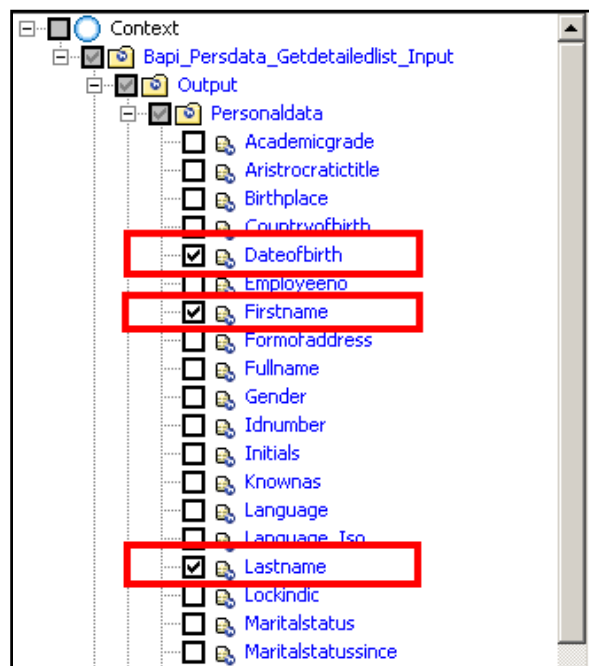 Context
Bapi_Persdata_Getdetailedlist_Input
Output
Personaldata
Academicgrade
Aristrocratictitle
Birthplace
Countryofbirth
Dateofbirth
Employeeno
Firstname
Formofaddress
Fullname
Gender
Idnumber
Initials
Knownas
Language
Language_Iso
Lastname
Lockindic
Maritalstatus
Maritalstatussince